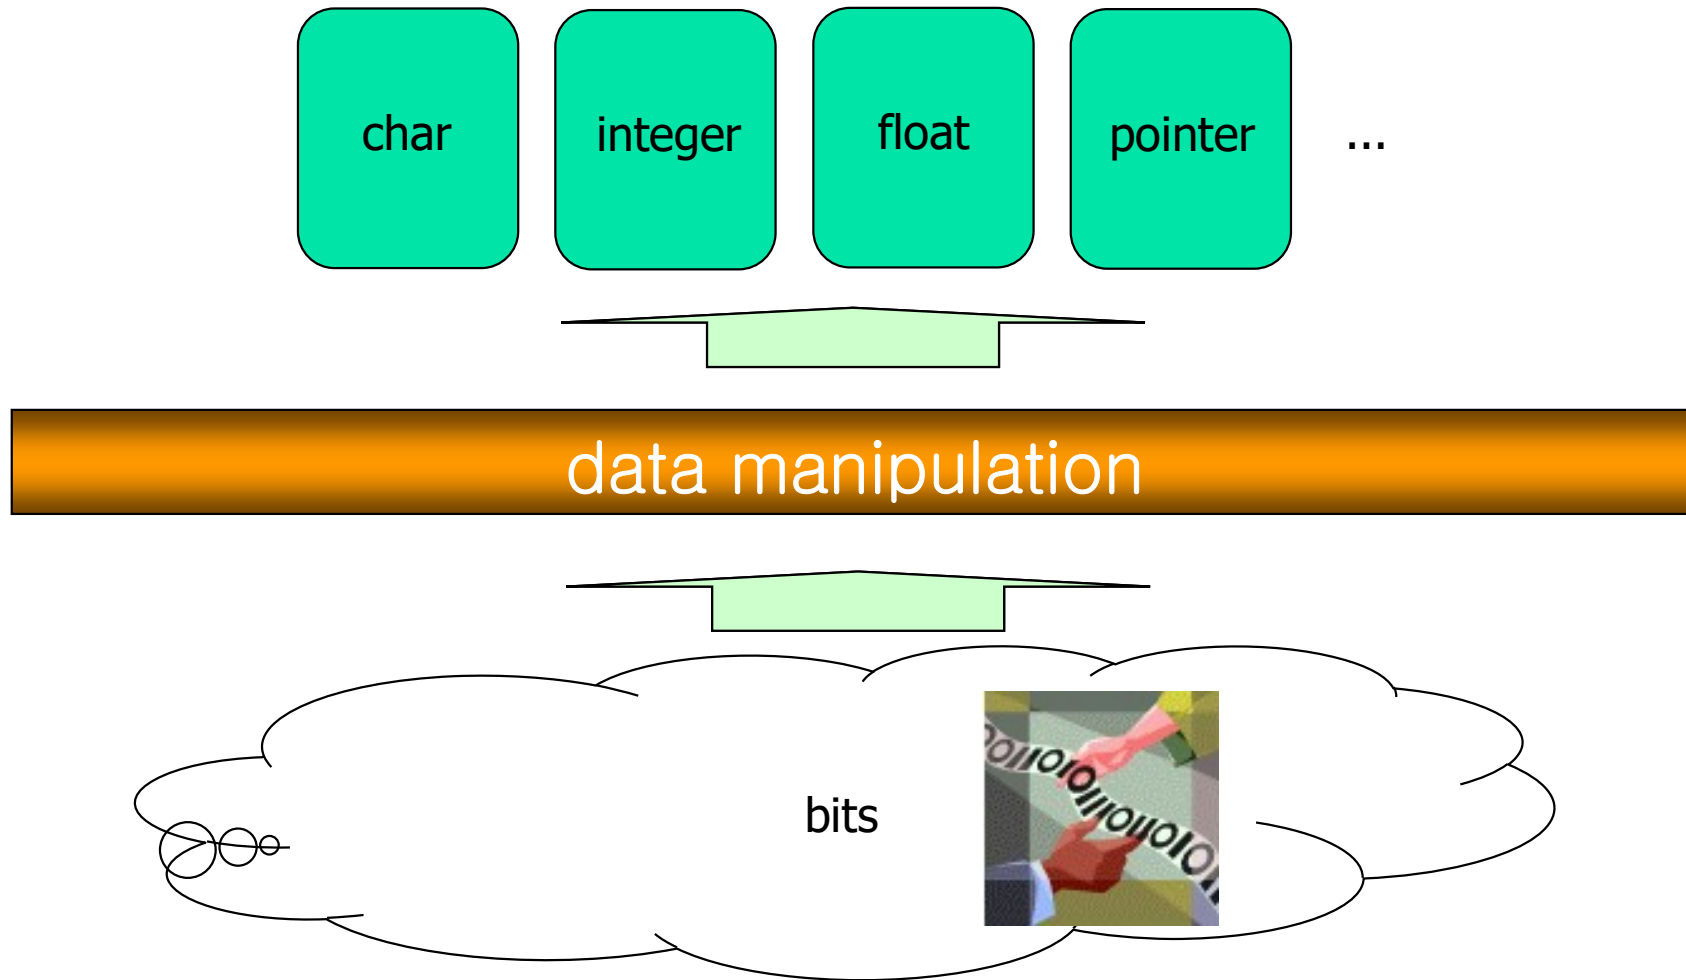 char
integer
float
pointer
...
data manipulation
bits